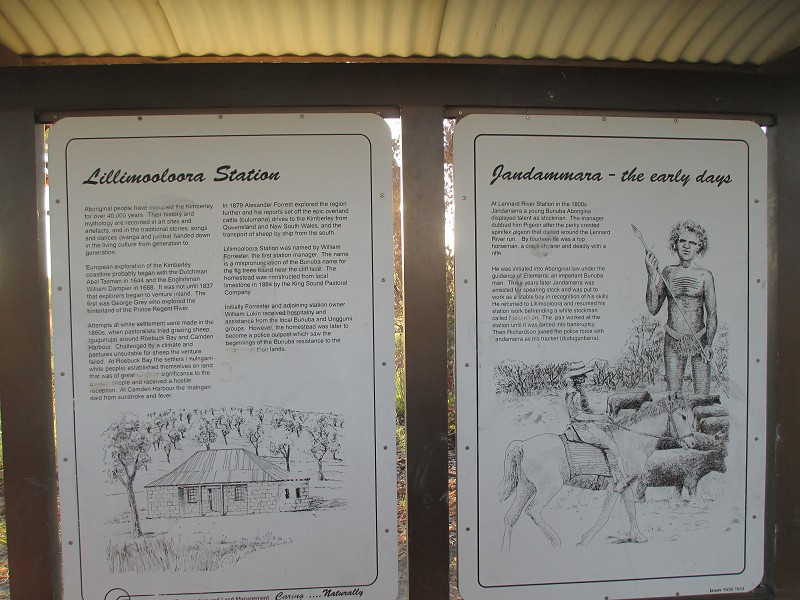 Lillimooloora Station
Aboriginal people have occupied the Kimberley
for over 40,000 years. Their history and
mythology are recorded in art sites and
artefacts, and in the traditional stories, songs
and dances (wanga and junba) handed down
in the living culture from generation to
generation.
European exploration of the Kimberley
coastline probably began with the Dutchman
Abel Tasman in 1644 and the Englishman
William Dampier in 1688. It was not until 1837
that explorers began to venture inland. The
first was George Grey who explored the
hinterland of the Prince Regent River.
Attempts at white settlement were made in the
1860s, when pastoralists tried grazing sheep
(gugunuja) around Roebuck Bay and Camden
Harbour. Challenged by a climate and
pastures unsuitable for sheep the venture
failed. At Roebuck Bay the settlers (malngarri
white people) established themselves on land
that was of great significance to the
people and received a hostile
reception. At Camden Harbour the malngarri
died from sunstroke and fever.
In 1879 Alexander Forrest explored the region
further and his reports set off the epic overland
cattle (bulumana) drives to the Kimberley from
Queensland and New South Wales, and the
transport of sheep by ship from the south.
Lillimooloora Station was named by William
Forrester, the first station manager. The name
is a mispronunciation of the Bunuba name for
the fig trees found near the cliff face. The
homestead was constructed from local
limestone in 1884 by the King Sound Pastoral
Company.
Initially Forrester and adjoining station owner
William Lukin received hospitality and
assistance from the local Bunuba and Unggumi
groups. However, the homestead was later to
become a police outpost which saw the
beginnings of the Bunuba resistance to the
of their lands.
and Land Management Caring ....Naturally
Jandammara - the early days
At Lennard River Station in the 1880s
Jandamarra a young Bunuba Aborigine
displayed talent as stockman. The manager
dubbed him Pigeon after the perky crested
spinifex pigeon that darted around the Lennard
River run. By fourteen he was a top
horseman, a crack shearer and deadly with a
rifle.
He was initiated into Aboriginal law under the
guidance of Ellemarra, an important Bunuba
man. Three years later Jandamarra was
arrested for spearing stock and was put to
work as a stable boy in recognition of his skills.
He returned to Lillimooloora and resumed his
station work befriending a white stockman
called Richardson. The pair worked at the
station until it was forced into bankruptcy.
Then Richardson joined the police force with
Jandamarra as his tracker